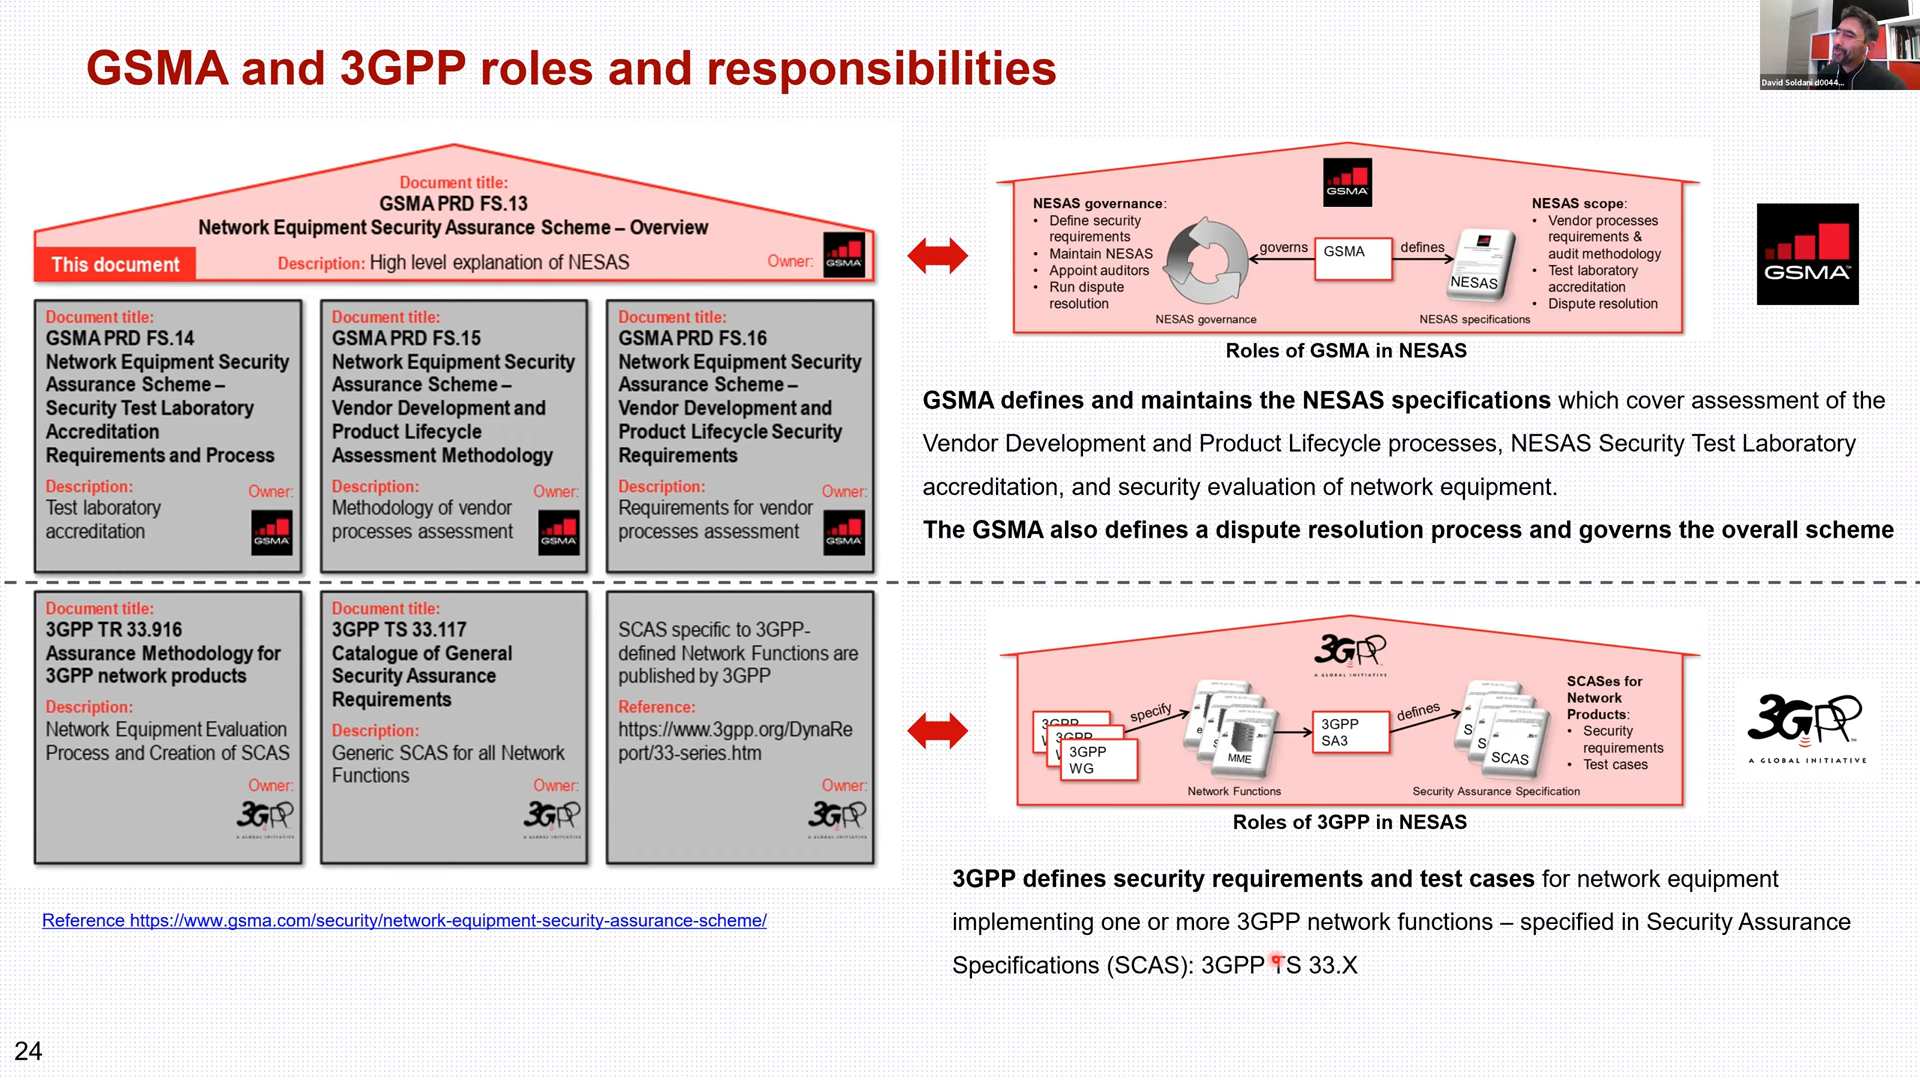 GSMA and 3GPP roles and responsibilities
David Soldani d0044...
Document title:
GSMA PRD FS.13
Network Equipment Security Assurance Scheme – Overview
This document
Description: High level explanation of NESAS
Owner:
GSMA
Document title:
GSMA PRD FS.14
Network Equipment Security
Assurance Scheme –
Security Test Laboratory
Accreditation
Requirements and Process
Description:
Test laboratory
accreditation
Owner:
GSMA
Document title:
GSMA PRD FS.15
Network Equipment Security
Assurance Scheme –
Vendor Development and
Product Lifecycle
Assessment Methodology
Description:
Methodology of vendor
processes assessment
Owner:
GSMA
Document title:
GSMA PRD FS.16
Network Equipment Security
Assurance Scheme –
Vendor Development and
Product Lifecycle Security
Requirements
Description:
Requirements for vendor
processes assessment
Owner:
GSMA
Document title:
3GPP TR 33.916
Assurance Methodology for
3GPP network products
Description:
Network Equipment Evaluation
Process and Creation of SCAS
Owner:
3GPP
A GLOBAL INITIATIVE
Document title:
3GPP TS 33.117
Catalogue of General
Security Assurance
Requirements
Description:
Generic SCAS for all Network
Functions
Owner:
3GPP
A GLOBAL INITIATIVE
SCAS specific to 3GPP-
defined Network Functions are
published by 3GPP
Reference:
https://www.3gpp.org/DynaRe
port/33-series.htm
Owner:
3GPP
A GLOBAL INITIATIVE
Reference https://www.gsma.com/security/network-equipment-security-assurance-scheme/
24
GSMA
NESAS governance:
• Define security
requirements
• Maintain NESAS
• Appoint auditors
• Run dispute
resolution
governs
GSMA
defines
NESAS
NESAS governance
NESAS specifications
NESAS scope:
• Vendor processes
requirements &
audit methodology
• Test laboratory
accreditation
• Dispute resolution
GSMA
Roles of GSMA in NESAS
GSMA defines and maintains the NESAS specifications which cover assessment of the
Vendor Development and Product Lifecycle processes, NESAS Security Test Laboratory
accreditation, and security evaluation of network equipment.
The GSMA also defines a dispute resolution process and governs the overall scheme
3GPP
A GLOBAL INITIATIVE
3GPP
3GPP
3GPP
WG
specify
MME
Network Functions
3GPP
SA3
defines
SCAS
Security Assurance Specification
SCASes for
Network
Products:
• Security
requirements
• Test cases
3GPP
A GLOBAL INITIATIVE
Roles of 3GPP in NESAS
3GPP defines security requirements and test cases for network equipment
implementing one or more 3GPP network functions – specified in Security Assurance
Specifications (SCAS): 3GPP TS 33.X